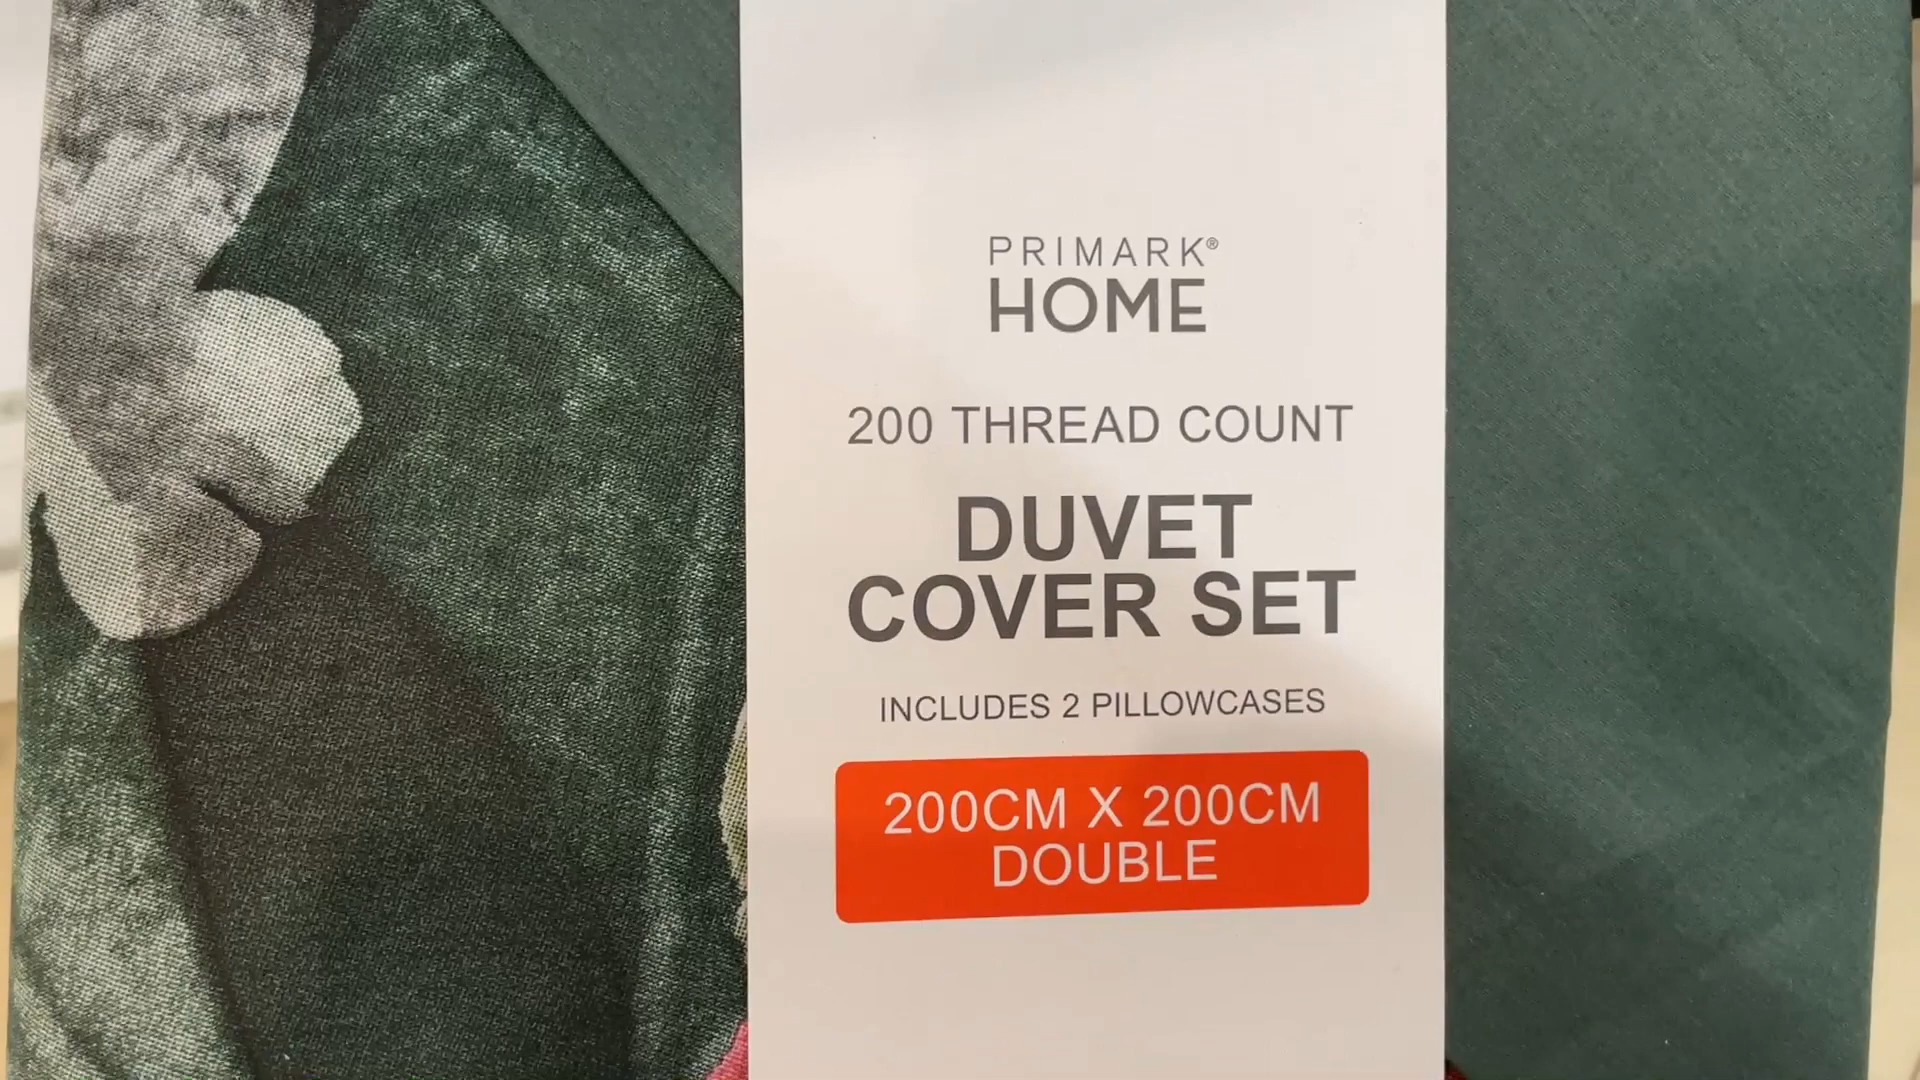 PRIMARK®
HOME
200 THREAD COUNT
DUVET
COVER SET
INCLUDES 2 PILLOWCASES
200CM X 200CM
DOUBLE